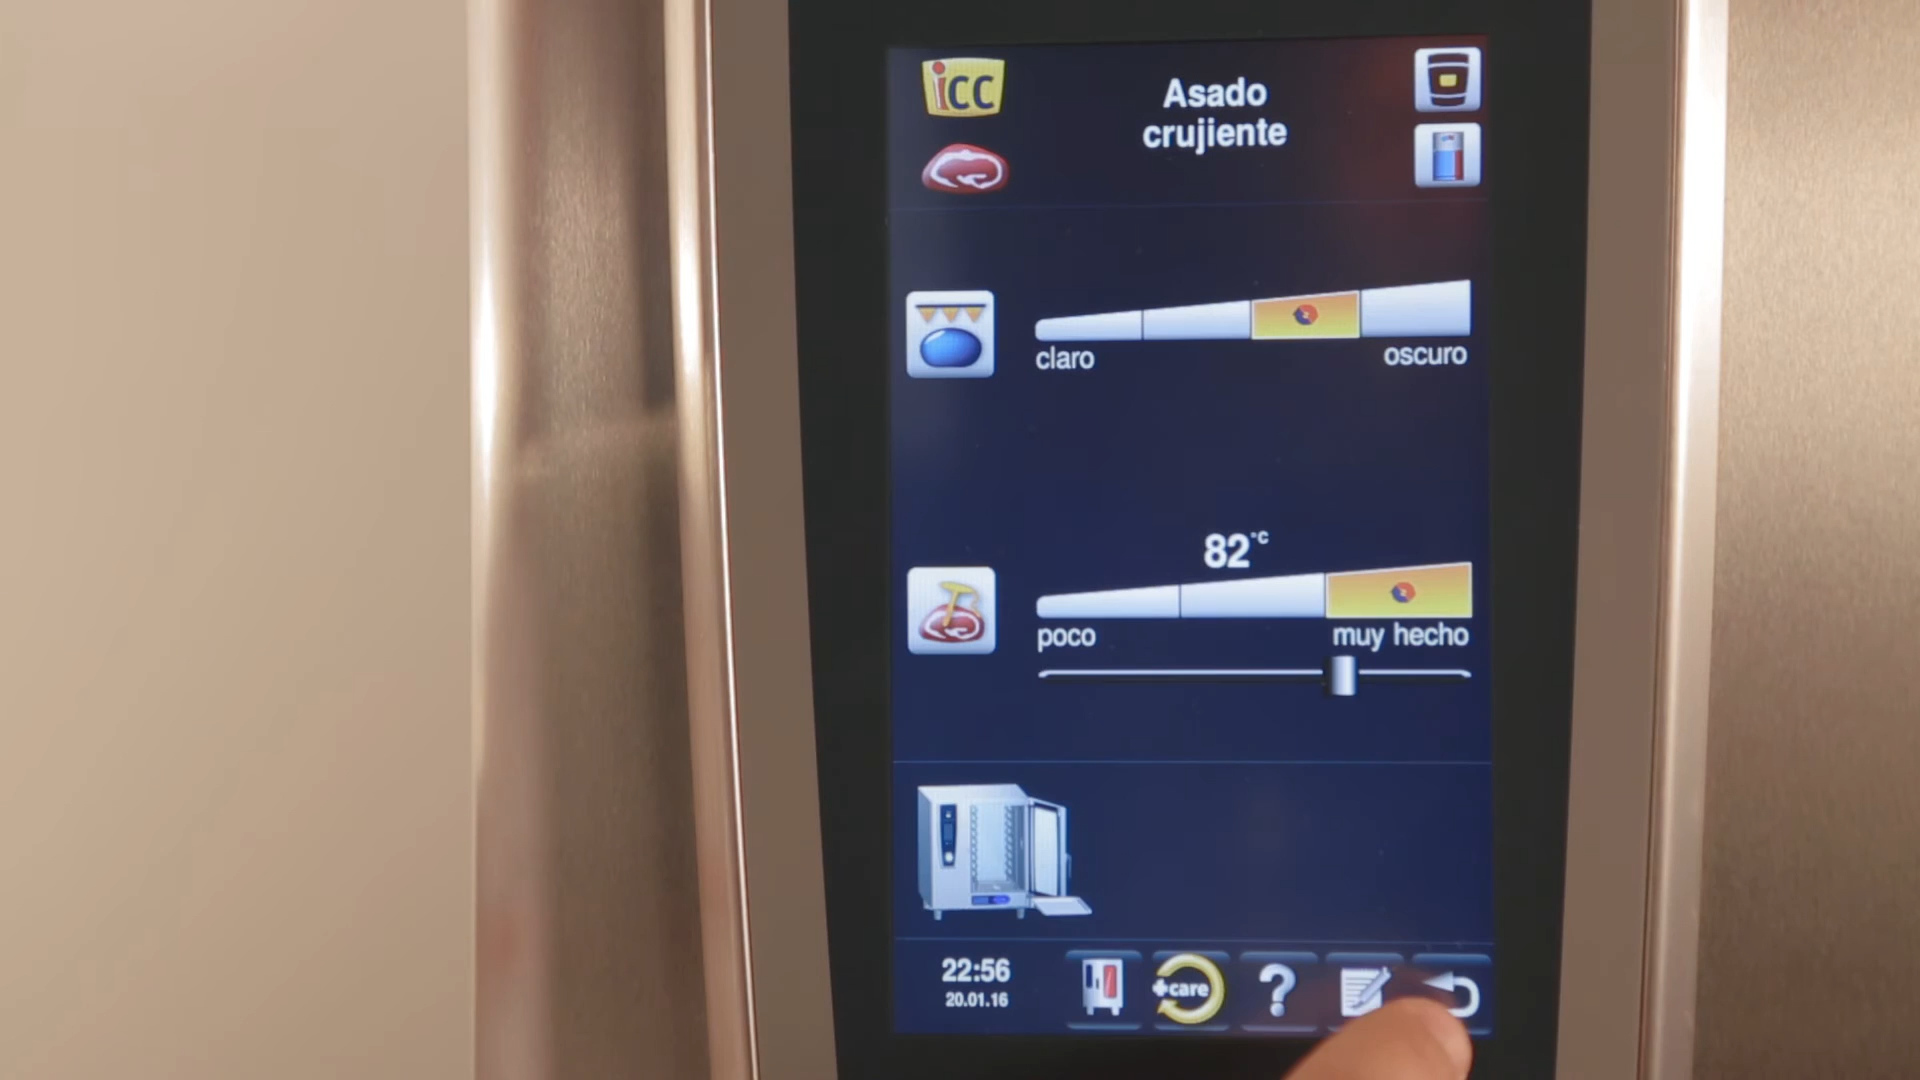 icc
Asado
crujiente
claro
oscuro
82°C
poco
muy hecho
22:56
20.01.16
+care
?